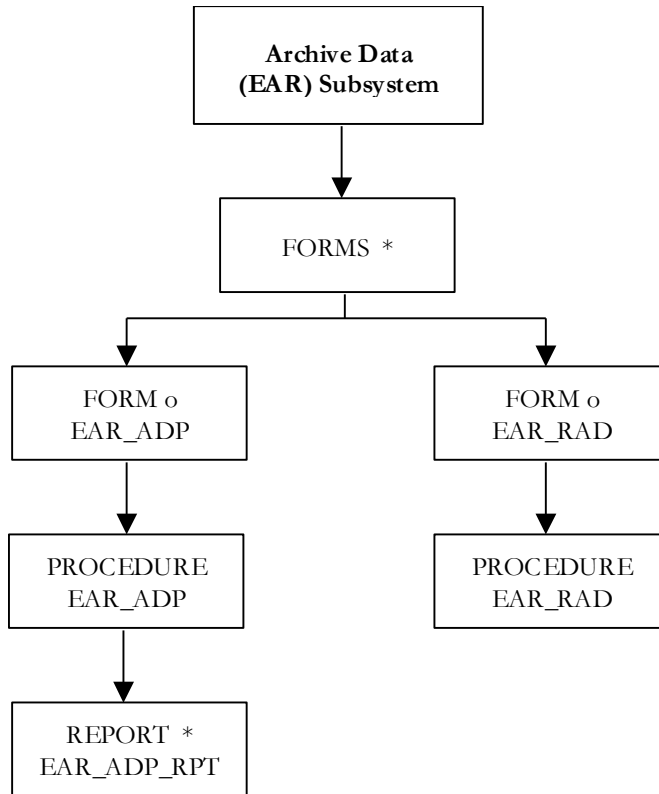 Archive Data
(EAR) Subsystem
FORMS *
FORM o
EAR_ADP
FORM o
EAR_RAD
PROCEDURE
EAR_ADP
PROCEDURE
EAR_RAD
REPORT *
EAR_ADP_RPT